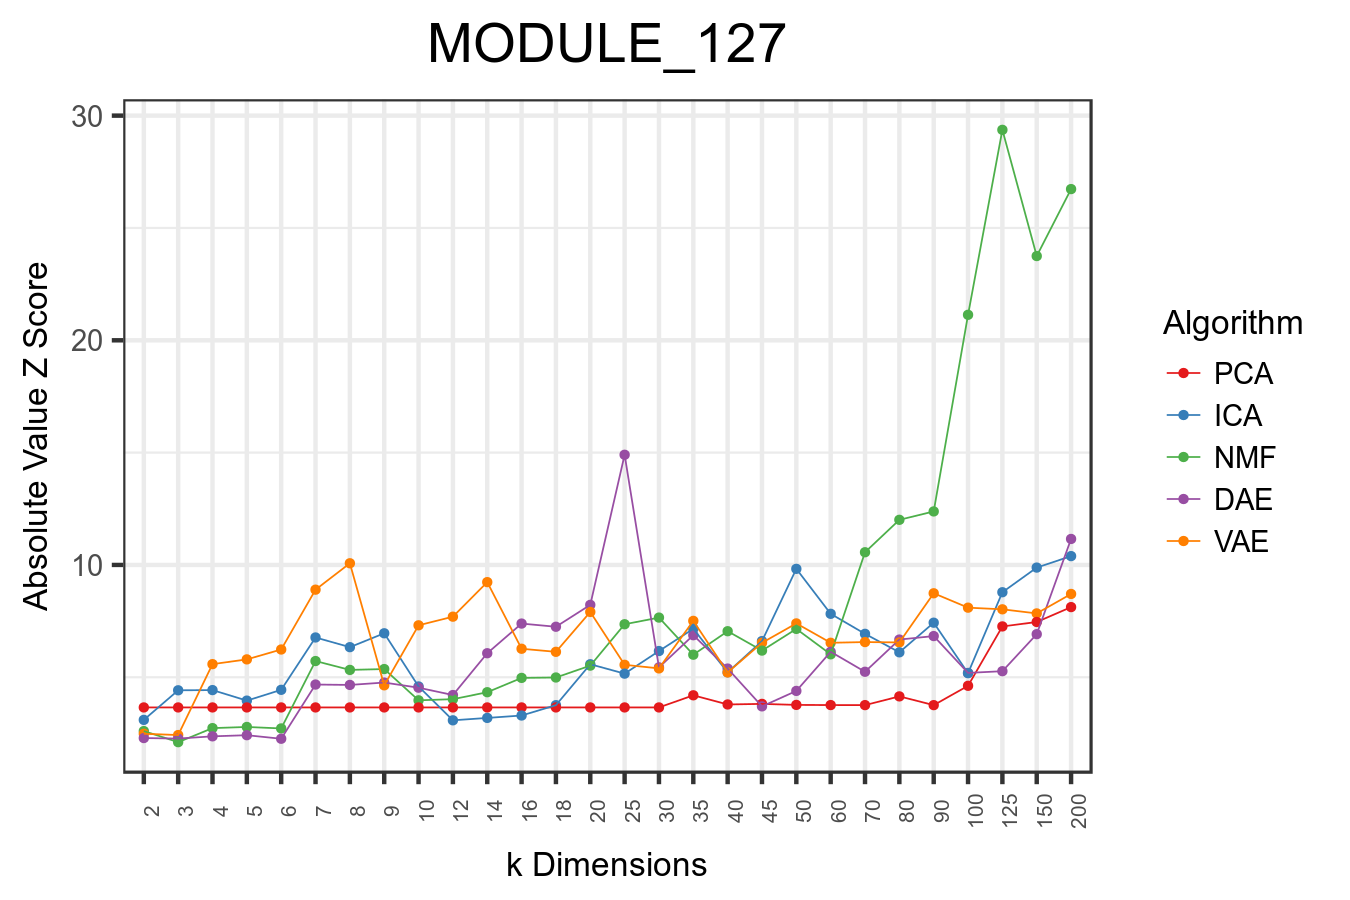 MODULE_127
30
20
10
Absolute Value Z Score
2 3 4 5 6 7 8 9 10 12 14 16 18 20 25 30 35 40 45 50 60 70 80 90 100 125 150 200
k Dimensions
Algorithm
PCA
ICA
NMF
DAE
VAE